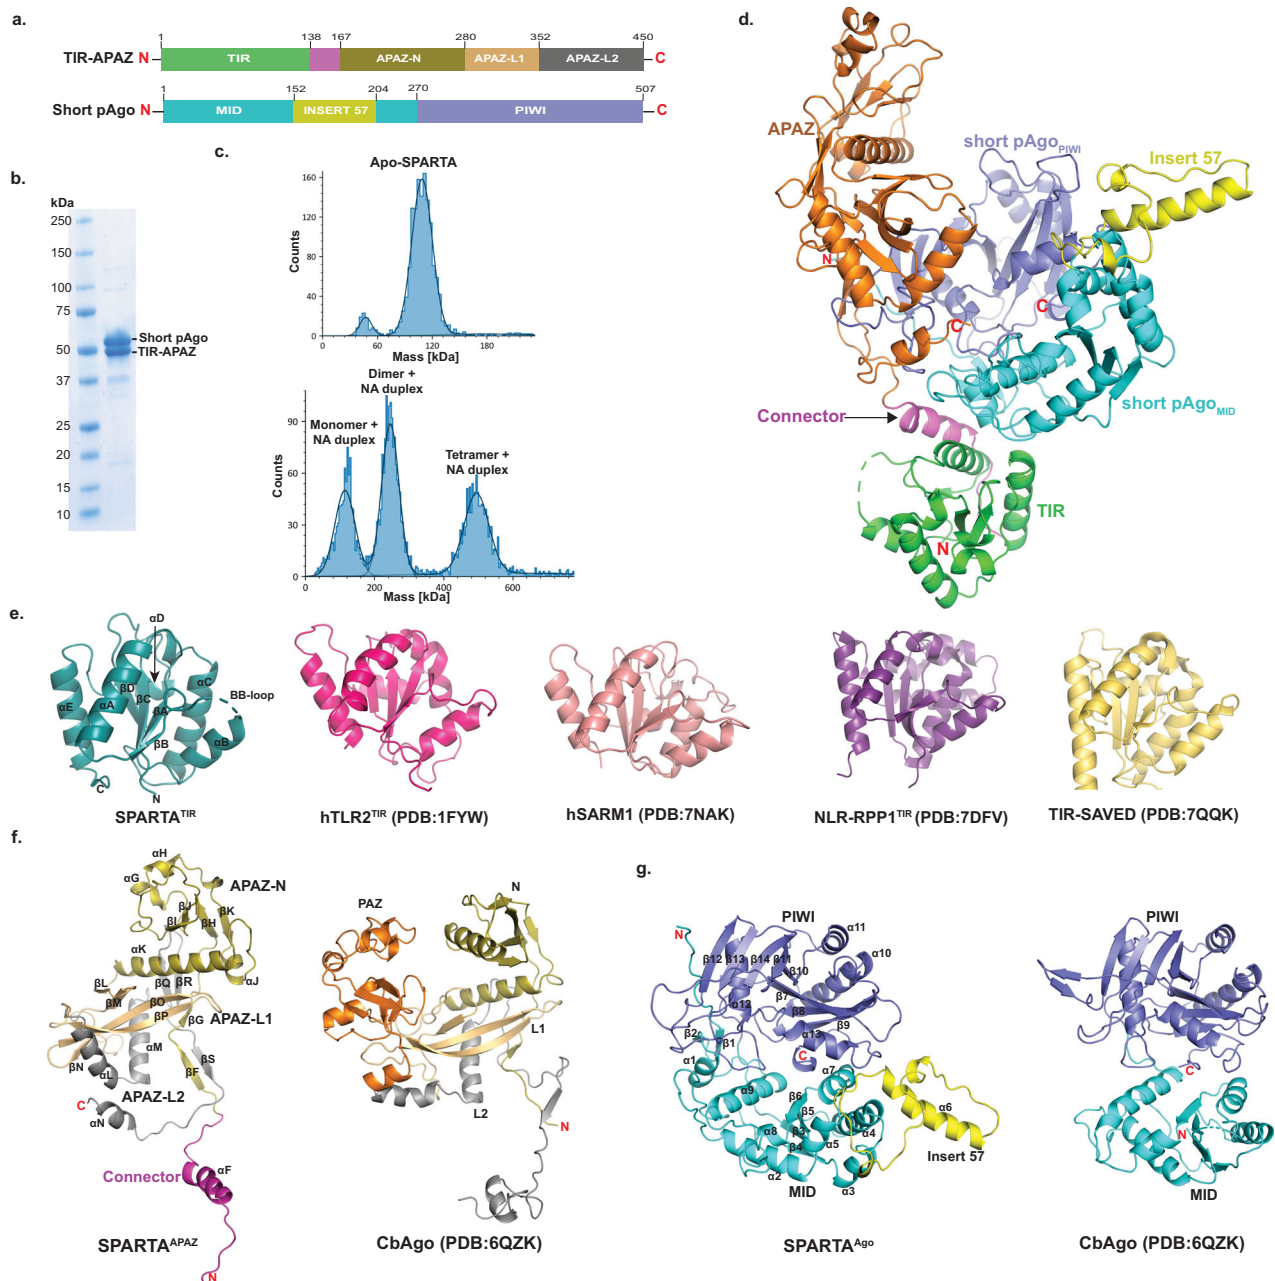 a.
1 138 167 280 352 450
TIR-APAZ N TIR APAZ-N APAZ-L1 APAZ-L2 C
1 152 204 270 507
Short pAgo N MID INSERT 57 PIWI C
b.
kDa
250
150
100
75
50
37
25
20
15
10
Short pAgo
TIR-APAZ
c.
Apo-SPARTA
Counts
160
120
80
40
0
0 60 120 180
Mass [kDa]
Dimer +
NA duplex
Monomer +
NA duplex
Tetramer +
NA duplex
Counts
90
60
30
0
0 200 400 600
Mass [kDa]
d.
APAZ
short pAgoPIWI
Insert 57
N
C
C
short pAgoMID
Connector
TIR
N
e.
αD
βD
βC
αC
BB-loop
αE
αA
βA
βB
αB
C
N
SPARTATIR
hTLR2TIR (PDB:1FYW)
hSARM1 (PDB:7NAK)
NLR-RPP1TIR (PDB:7DFV)
TIR-SAVED (PDB:7QQK)
f.
αH
αG
APAZ-N
βJ
βK
βI
βH
αK
αJ
βL
βQ
βR
βM
βO
βP
βG
APAZ-L1
αM
βN
αL
βS
βF
APAZ-L2
C
αN
Connector
αF
N
SPARTAAPAZ
PAZ
N
L1
L2
N
CbAgo (PDB:6QZK)
g.
PIWI
N
α11
β12
β13
β14
β11
β10
α10
β7
α12
β8
β9
α13
β2
β1
C
α1
α7
α9
β6
β5
α6
α8
β3
α4
β4
α5
Insert 57
α2
MID
α3
SPARTAAgo
PIWI
C
N
MID
CbAgo (PDB:6QZK)